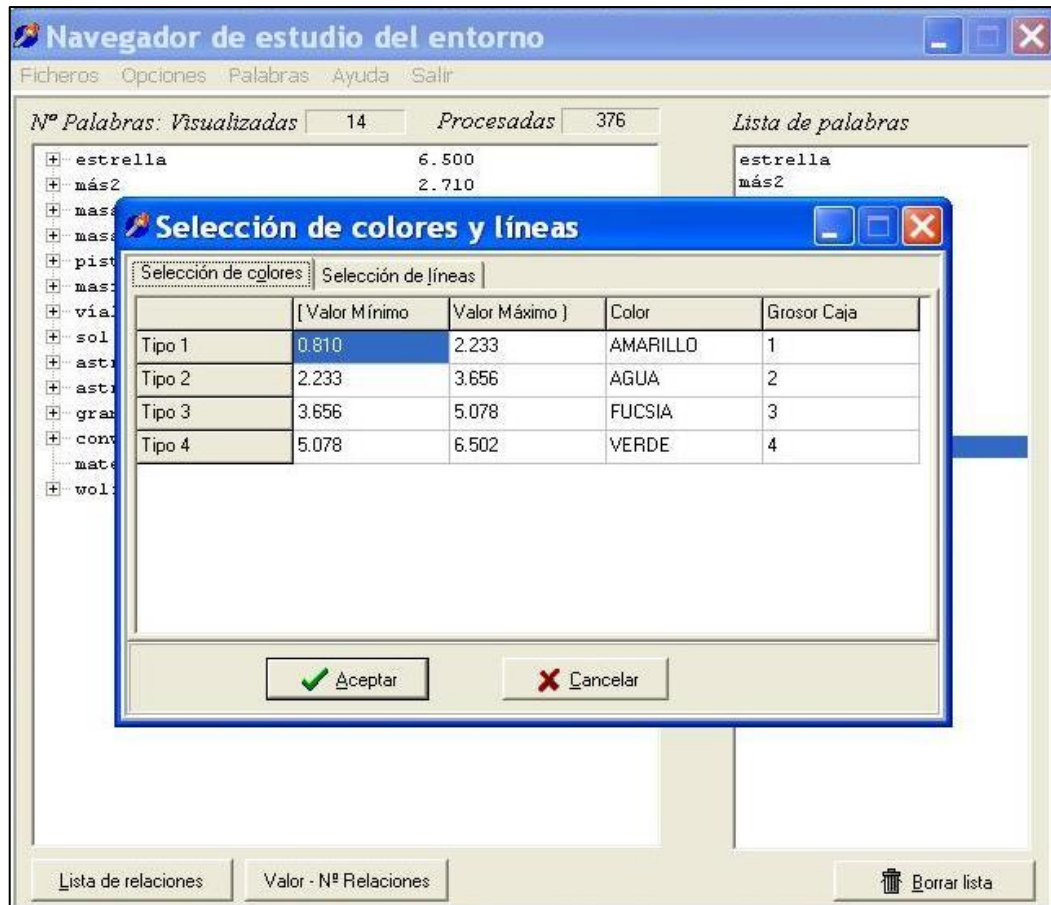 Navegador de estudio del entorno
Ficheros Opciones Palabras Ayuda Salir
Nº Palabras: Visualizadas 14 Procesadas 376 Lista de palabras
estrella 6.500 estrella
más2 2.710 más2
sol
Selección de colores y líneas
Selección de colores Selección de líneas
[ Valor Mínimo Valor Máximo ) Color Grosor Caja
Tipo 1 0.810 2.233 AMARILLO 1
Tipo 2 2.233 3.656 AGUA 2
Tipo 3 3.656 5.078 FUCSIA 3
Tipo 4 5.078 6.502 VERDE 4
Aceptar Cancelar
Lista de relaciones Valor - Nº Relaciones Borrar lista